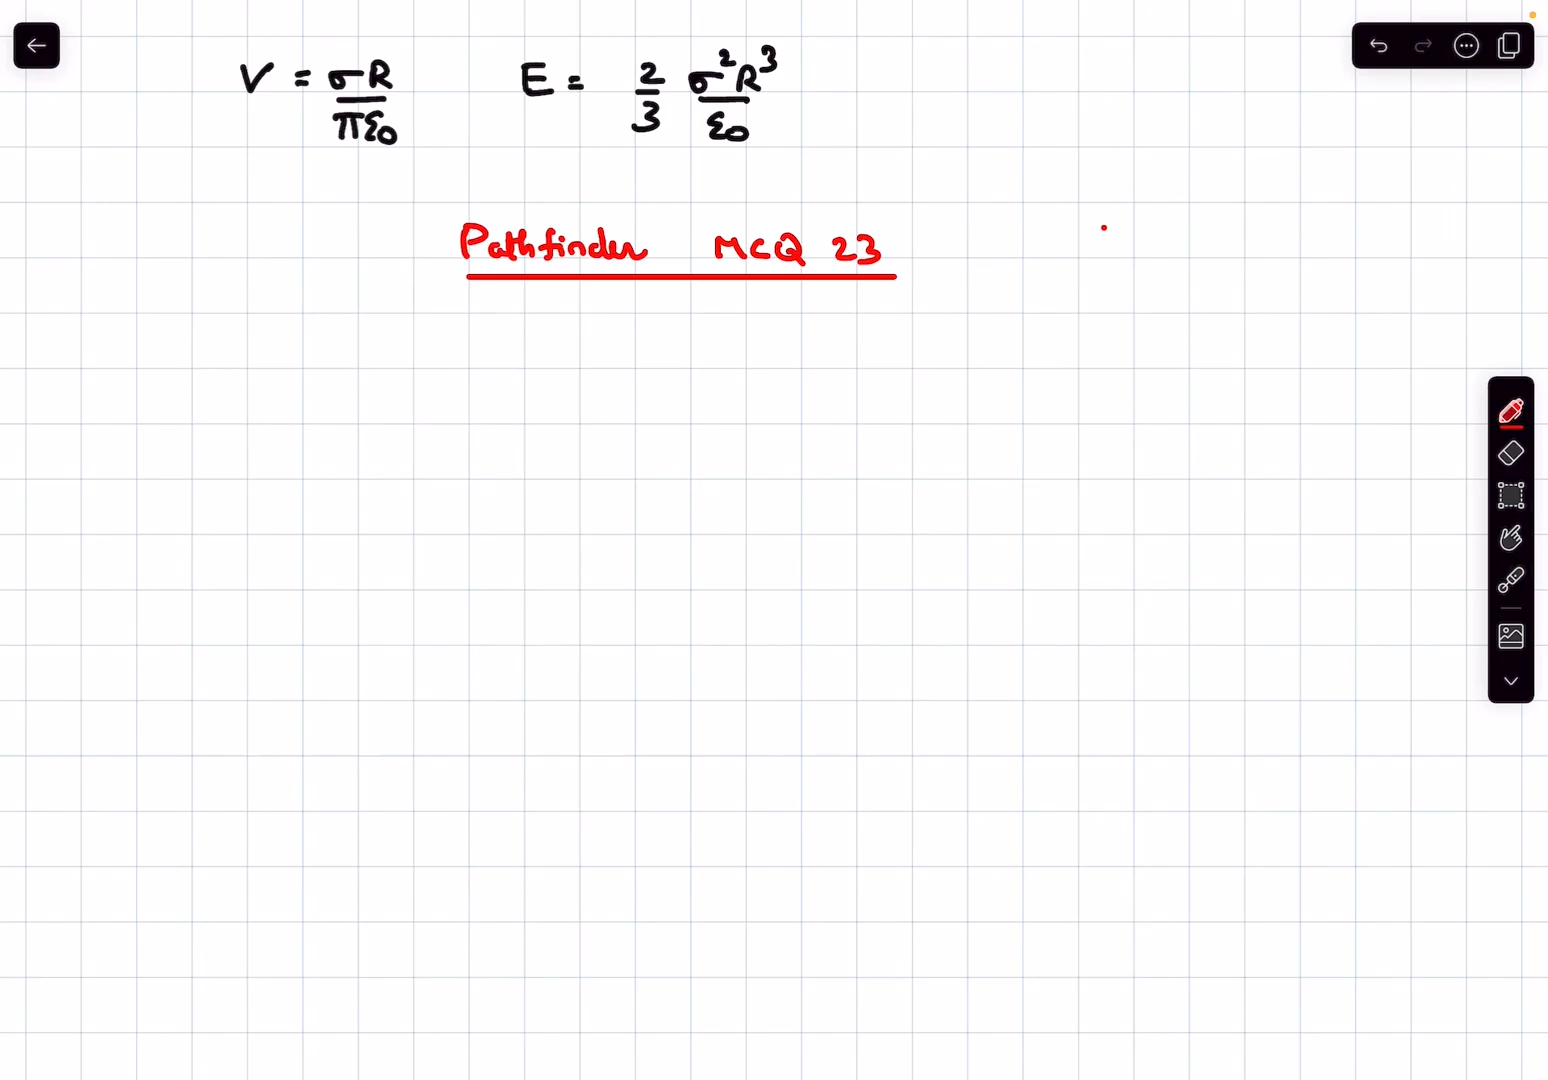 V = σR/πε₀  E = 2/3 σ²R³/ε₀
Pathfinder MCQ 23